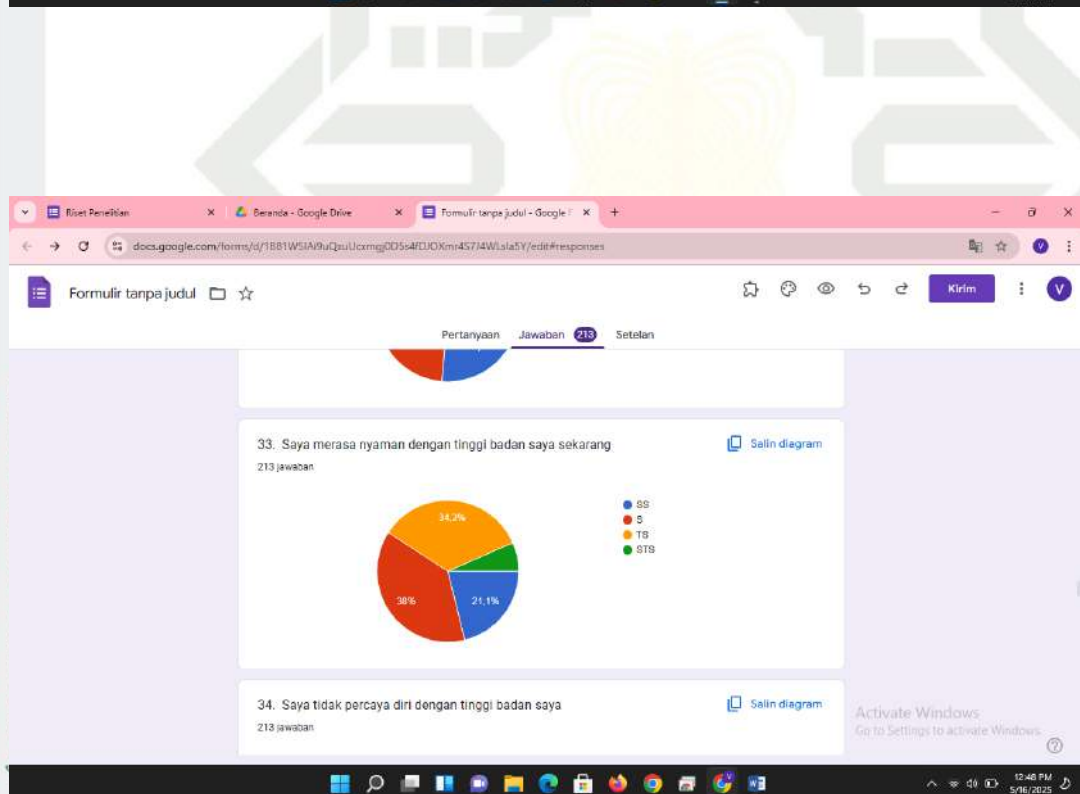 Riset Penelitian
Beranda - Google Drive
Formulir tanpa judul - Google F
Formulir tanpa judul
Kirim
V
Pertanyaan Jawaban 213 Setelan
33. Saya merasa nyaman dengan tinggi badan saya sekarang
Salin diagram
213 jawaban
34,3%
38%
21,1%
SS
S
TS
STS
34. Saya tidak percaya diri dengan tinggi badan saya
Salin diagram
213 jawaban
Activate Windows
Go to Settings to activate Windows.
12:48 PM
5/16/2025